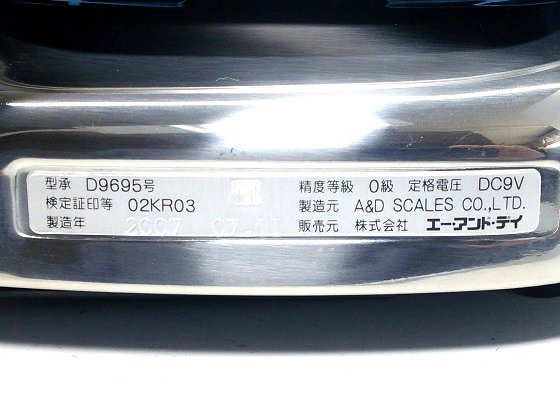 型承 D9695号 精度等級 0級 定格電圧 DC9V
検定証印等 02KR03 製造元 A&D SCALES CO.,LTD.
製造年 2007 販売元 株式会社 エー・アンド・デイ